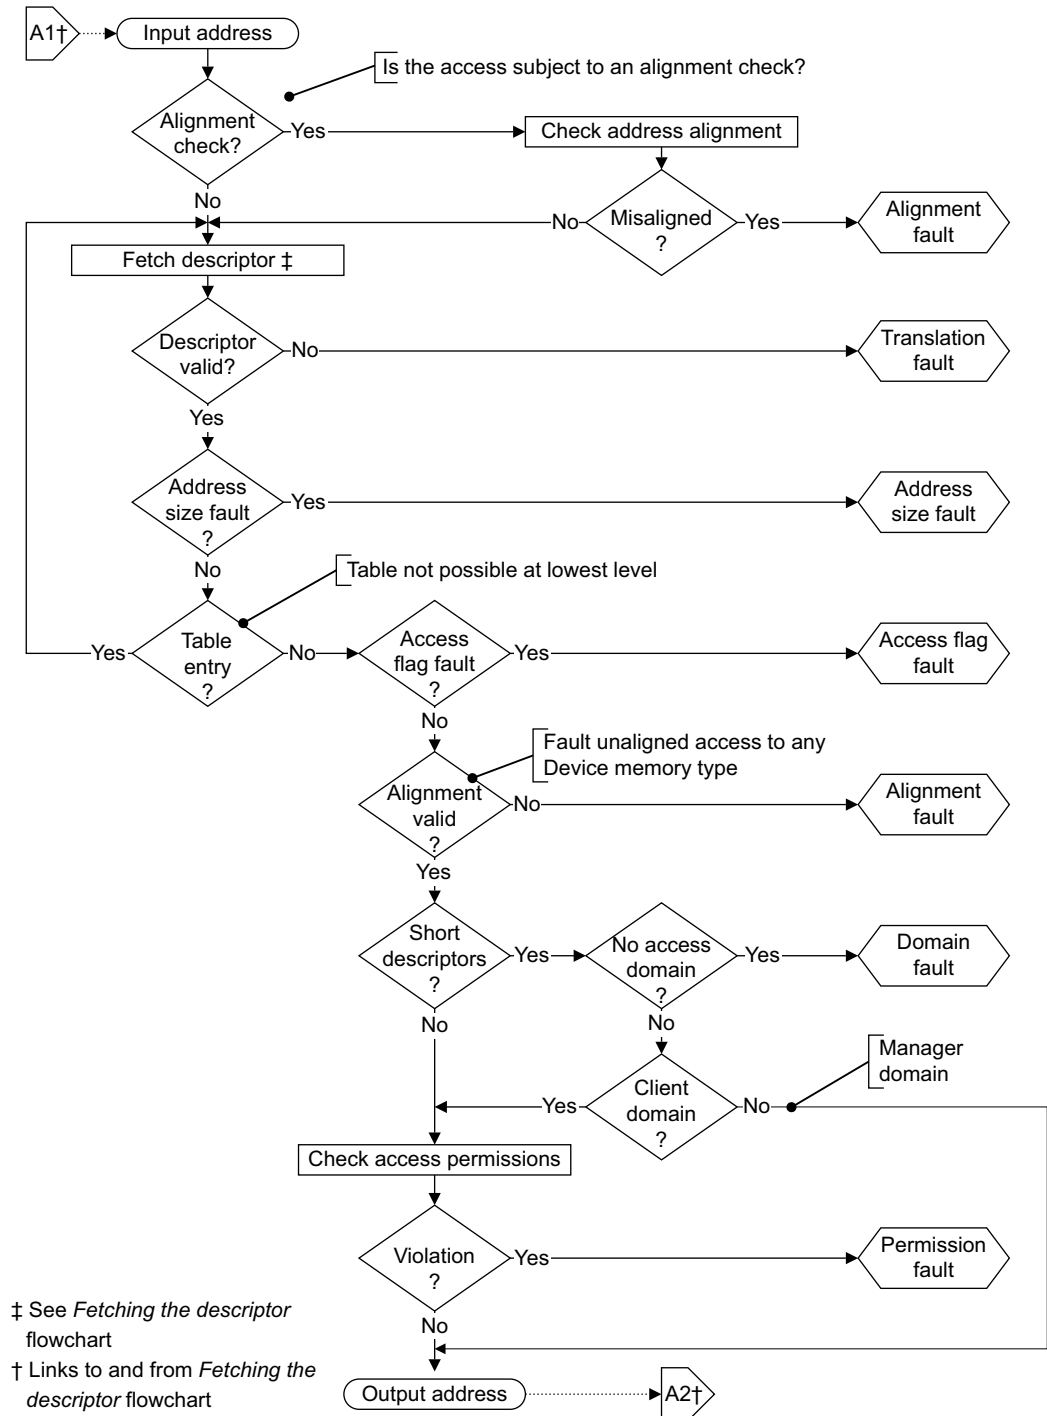 A1†
Input address
Is the access subject to an alignment check?
Alignment
check?
Yes
Check address alignment
No
Misaligned
?
No
Yes
Alignment
fault
Fetch descriptor ‡
Descriptor
valid?
No
Translation
fault
Yes
Address
size fault
?
Yes
Address
size fault
No
Table not possible at lowest level
Table
entry
?
Yes
No
Access
flag fault
?
Yes
Access flag
fault
No
Fault unaligned access to any
Device memory type
Alignment
valid
?
No
Alignment
fault
Yes
Short
descriptors
?
Yes
No access
domain
?
Yes
Domain
fault
No
No
Manager
domain
Client
domain
?
Yes
No
Check access permissions
Violation
?
Yes
Permission
fault
No
‡ See Fetching the descriptor
flowchart
† Links to and from Fetching the
descriptor flowchart
Output address
A2†